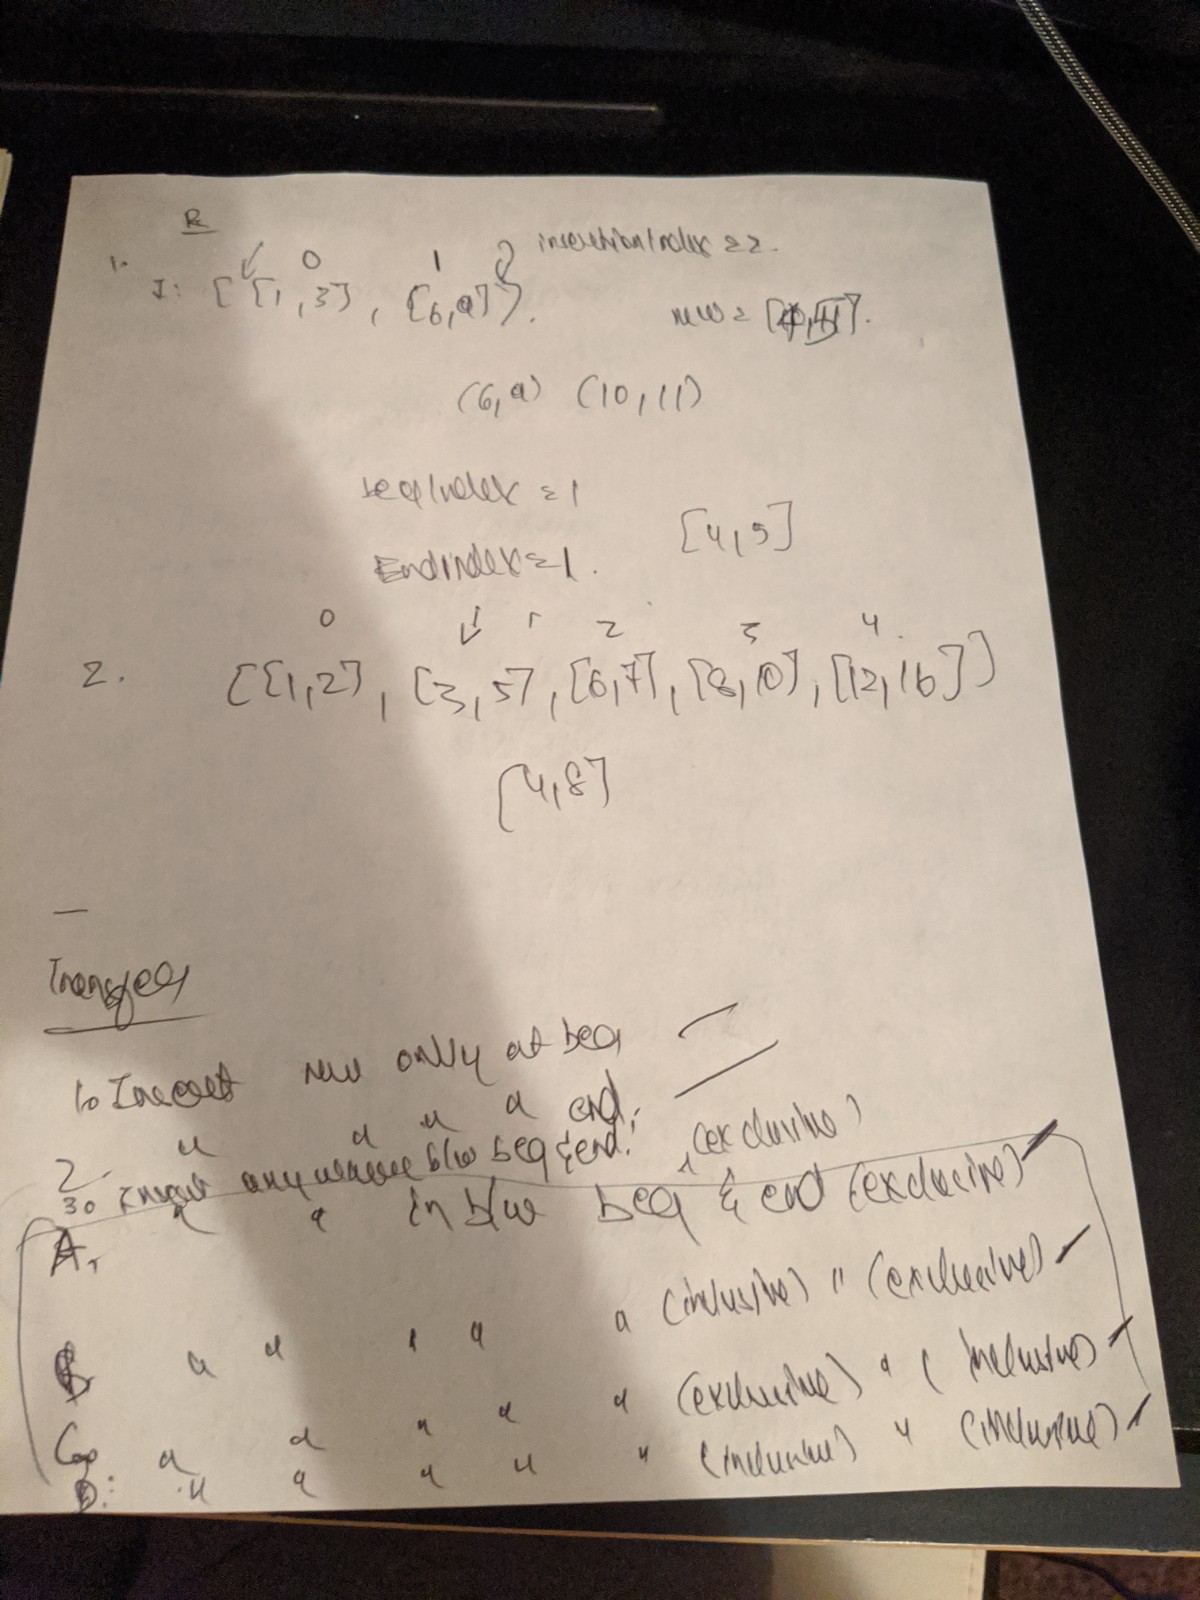 R
0 1 insertionIndex = 2.
1. I: [[1,3], [6,9]]. new = [4,5].
(6,9) (10,11)
begIndex = 1
[4,5]
EndIndex = 1.
0 1 2 3 4.
2. [[1,2], [3,5], [6,7], [8,10], [12,16]]
[4,8]
—
1. Insert new only at beg
2. " " " " end.
3. Insert anywhere b/w beg & end. (exclusive)
A. " " in b/w beg & end (exclusive)
B. " " " " " (inclusive) " (exclusive)
C. " " " " " (exclusive) " (inclusive)
D. " " " " " (inclusive) " (inclusive)